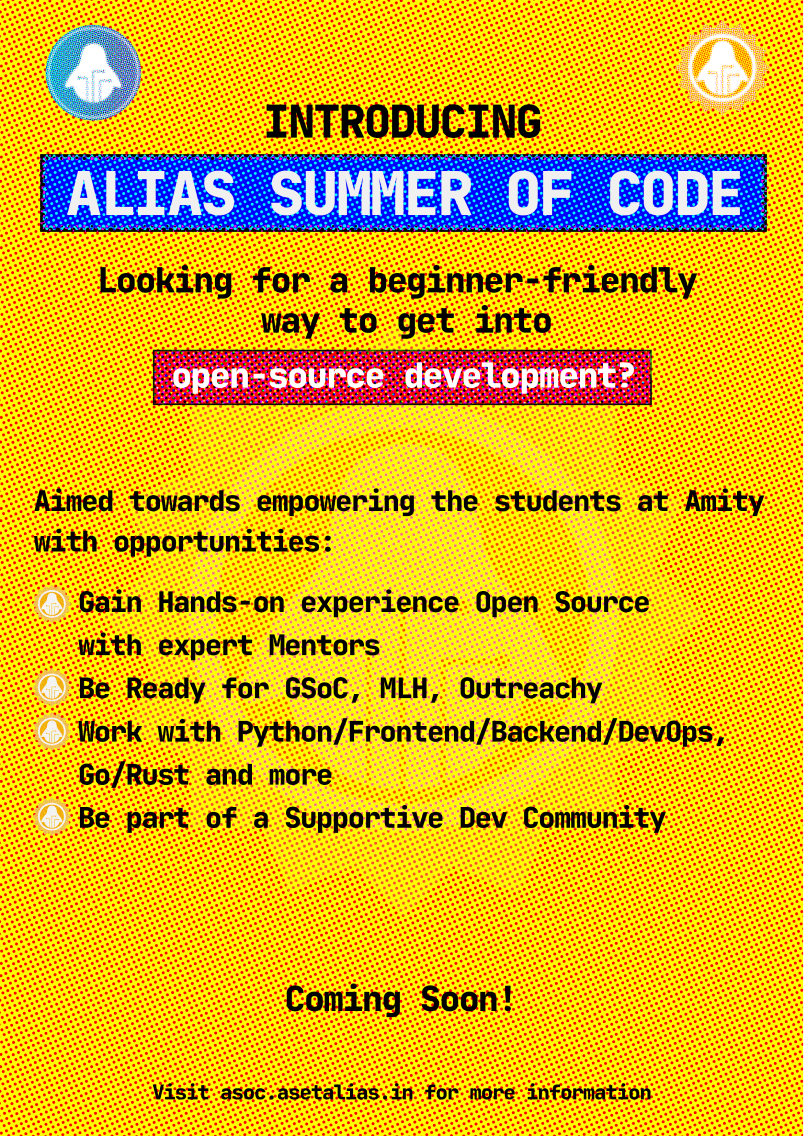 INTRODUCING
ALIAS SUMMER OF CODE
Looking for a beginner-friendly
way to get into
open-source development?
Aimed towards empowering the students at Amity
with opportunities:
Gain Hands-on experience Open Source
with expert Mentors
Be Ready for GSoC, MLH, Outreachy
Work with Python/Frontend/Backend/DevOps,
Go/Rust and more
Be part of a Supportive Dev Community
Coming Soon!
Visit asoc.asetalias.in for more information